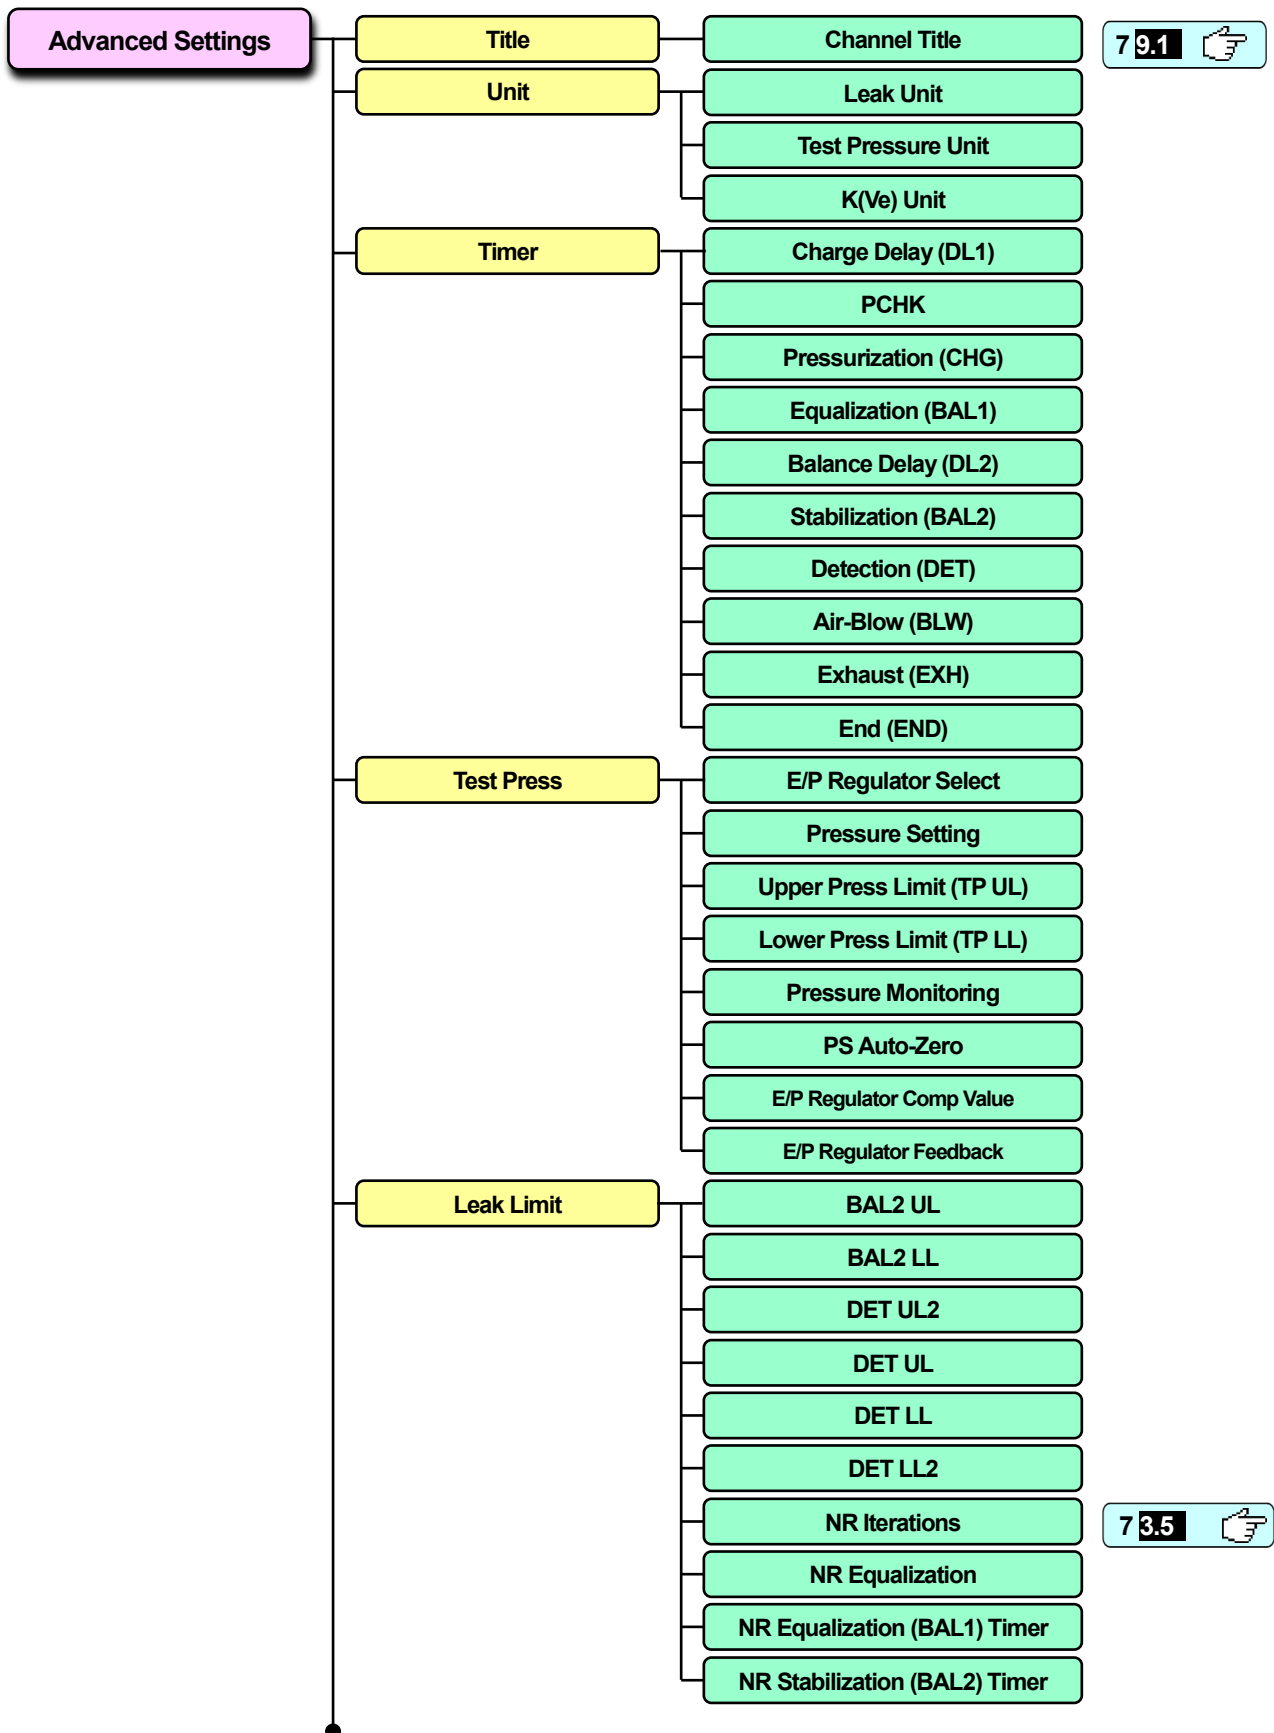 Advanced Settings
Title
Channel Title
7 9.1
Unit
Leak Unit
Test Pressure Unit
K(Ve) Unit
Timer
Charge Delay (DL1)
PCHK
Pressurization (CHG)
Equalization (BAL1)
Balance Delay (DL2)
Stabilization (BAL2)
Detection (DET)
Air-Blow (BLW)
Exhaust (EXH)
End (END)
Test Press
E/P Regulator Select
Pressure Setting
Upper Press Limit (TP UL)
Lower Press Limit (TP LL)
Pressure Monitoring
PS Auto-Zero
E/P Regulator Comp Value
E/P Regulator Feedback
Leak Limit
BAL2 UL
BAL2 LL
DET UL2
DET UL
DET LL
DET LL2
NR Iterations
7 3.5
NR Equalization
NR Equalization (BAL1) Timer
NR Stabilization (BAL2) Timer